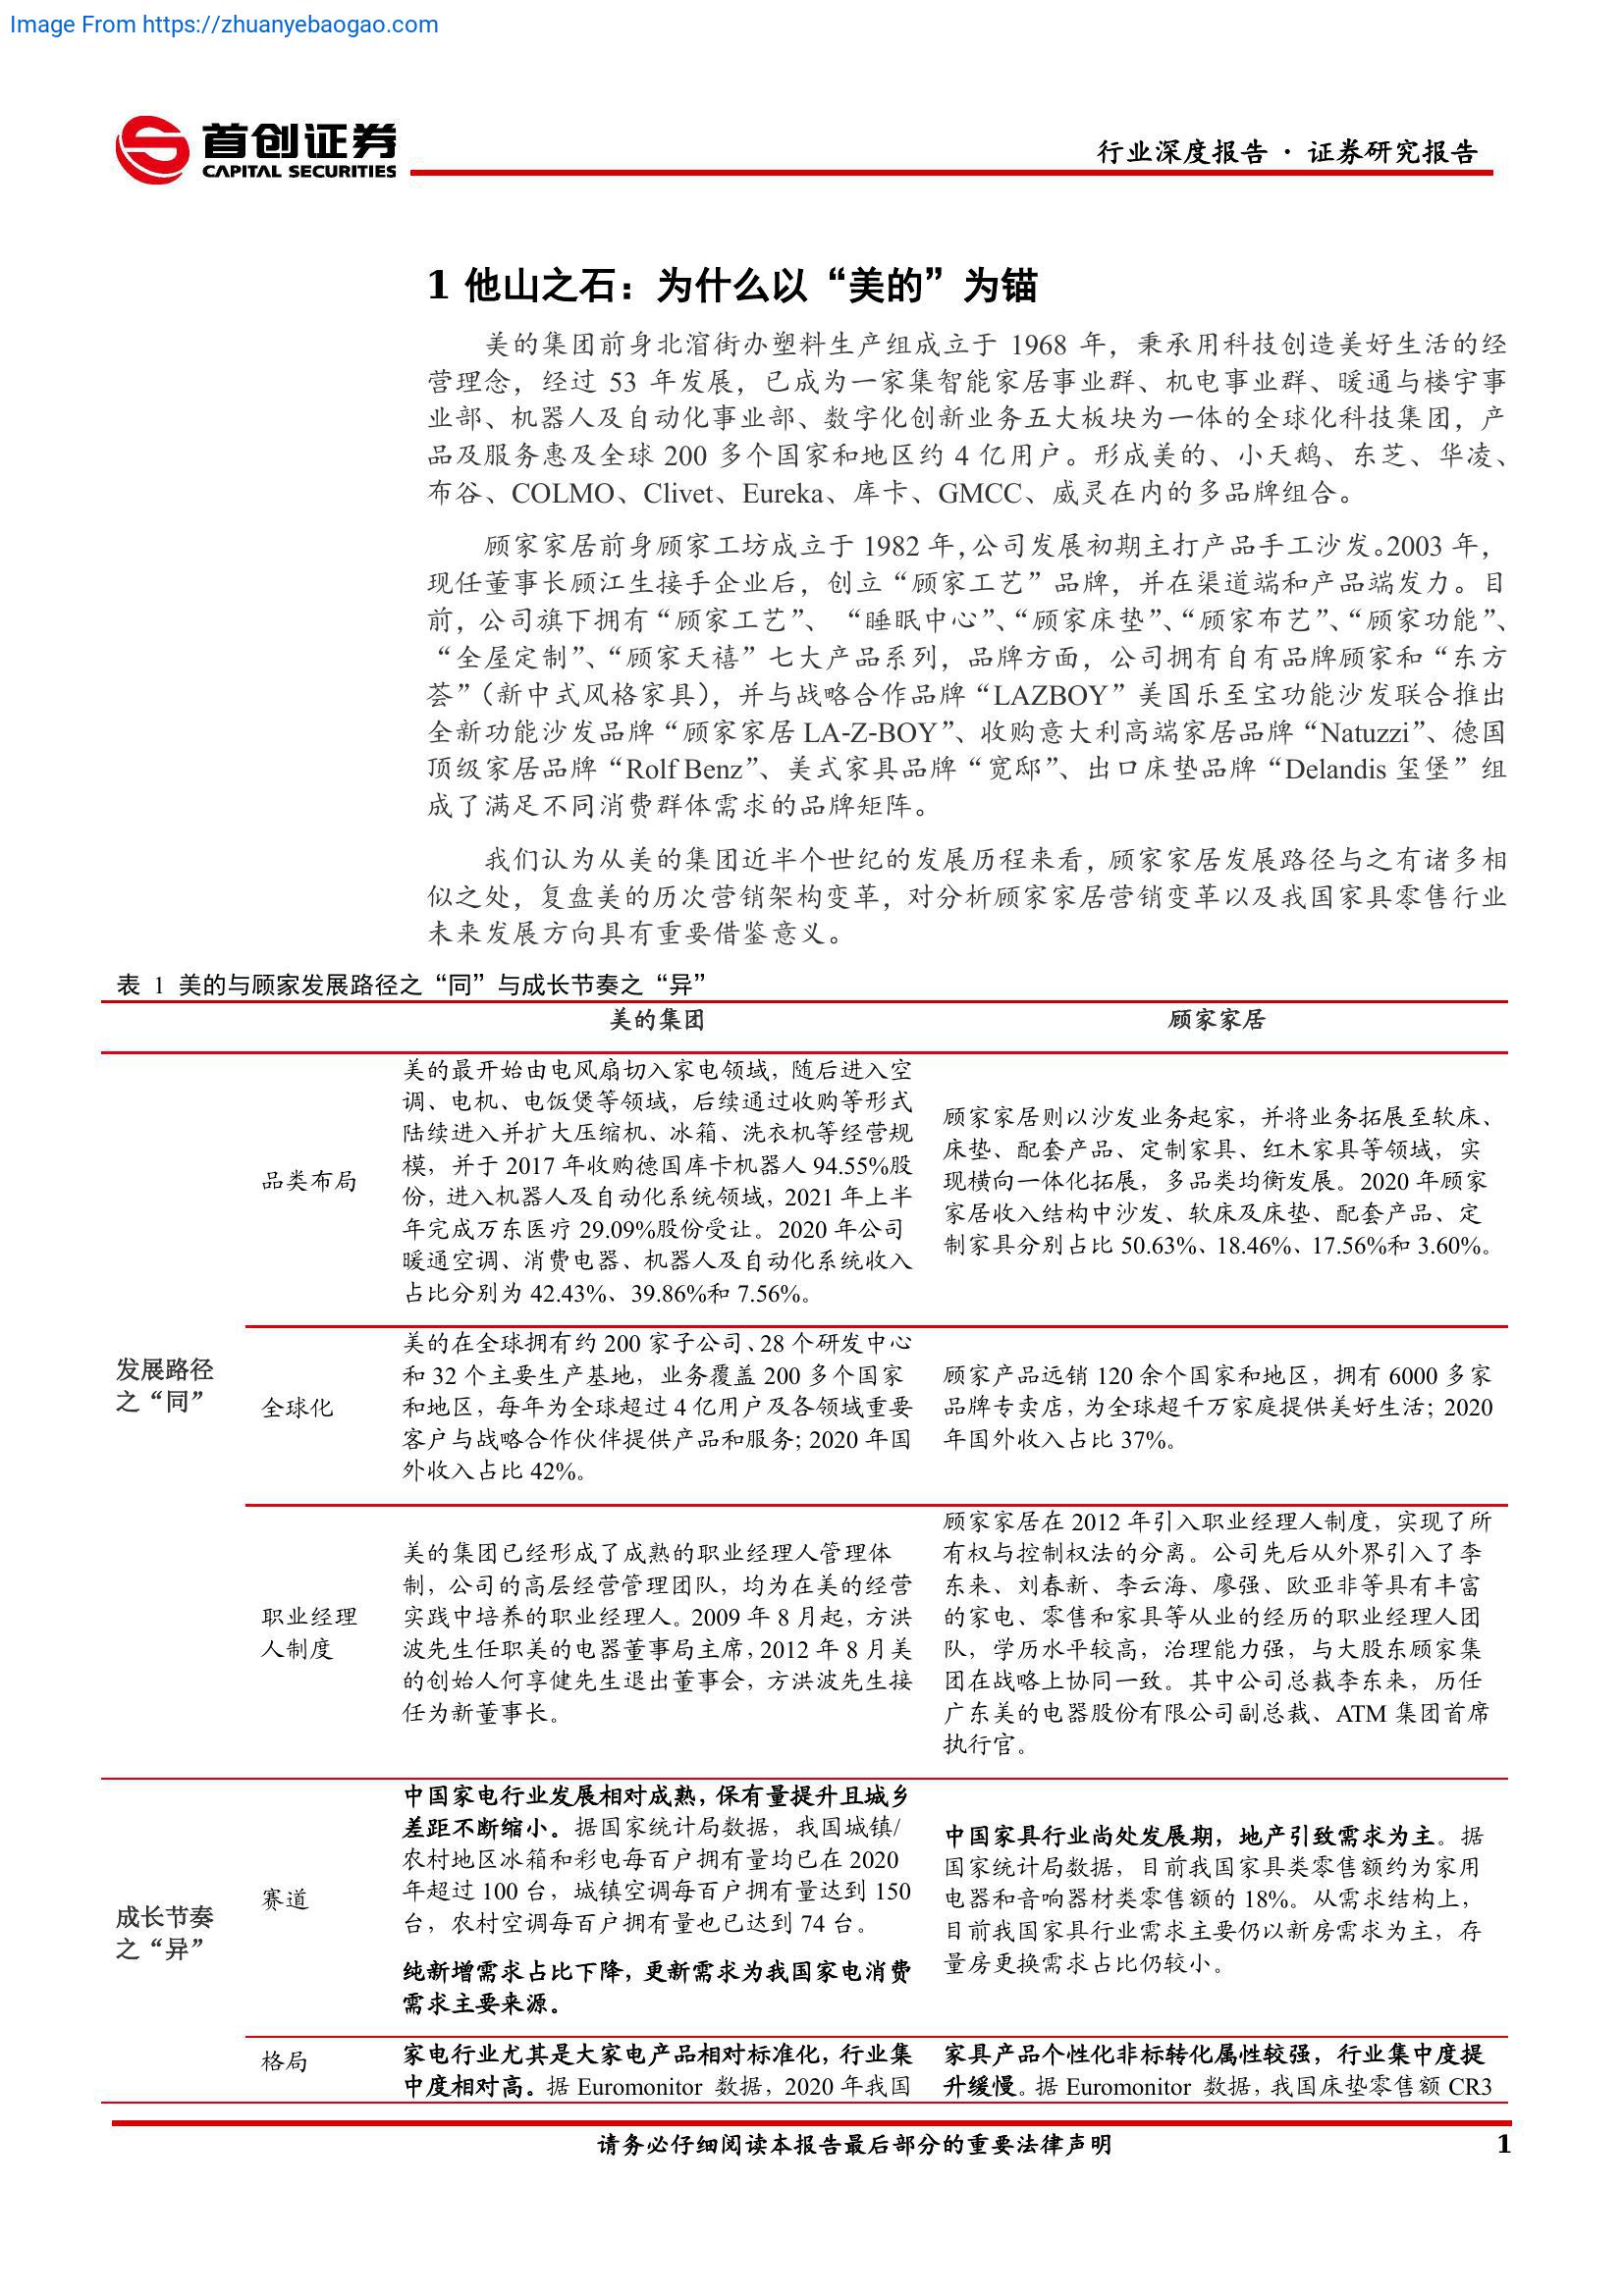 Image From https://zhuanyebaogao.com
首创证券
CAPITAL SECURITIES
行业深度报告 · 证券研究报告
1 他山之石：为什么以“美的”为锚
美的集团前身北滘街办塑料生产组成立于 1968 年，秉承用科技创造美好生活的经
营理念，经过 53 年发展，已成为一家集智能家居事业群、机电事业群、暖通与楼宇事
业部、机器人及自动化事业部、数字化创新业务五大板块为一体的全球化科技集团，产
品及服务惠及全球 200 多个国家和地区约 4 亿用户。形成美的、小天鹅、东芝、华凌、
布谷、COLMO、Clivet、Eureka、库卡、GMCC、威灵在内的多品牌组合。
顾家家居前身顾家工坊成立于 1982 年，公司发展初期主打产品手工沙发。2003 年，
现任董事长顾江生接手企业后，创立“顾家工艺”品牌，并在渠道端和产品端发力。目
前，公司旗下拥有“顾家工艺”、“睡眠中心”、“顾家床垫”、“顾家布艺”、“顾家功能”、
“全屋定制”、“顾家天禧”七大产品系列，品牌方面，公司拥有自有品牌顾家和“东方
荟”（新中式风格家具），并与战略合作品牌“LAZBOY”美国乐至宝功能沙发联合推出
全新功能沙发品牌“顾家家居 LA-Z-BOY”、收购意大利高端家居品牌“Natuzzi”、德国
顶级家居品牌“Rolf Benz”、美式家具品牌“宽邸”、出口床垫品牌“Delandis 玺堡”组
成了满足不同消费群体需求的品牌矩阵。
我们认为从美的集团近半个世纪的发展历程来看，顾家家居发展路径与之有诸多相
似之处，复盘美的历次营销架构变革，对分析顾家家居营销变革以及我国家具零售行业
未来发展方向具有重要借鉴意义。
表 1 美的与顾家发展路径之“同”与成长节奏之“异”
美的集团
顾家家居
发展路径
之“同”
品类布局
美的最开始由电风扇切入家电领域，随后进入空
调、电机、电饭煲等领域，后续通过收购等形式
陆续进入并扩大压缩机、冰箱、洗衣机等经营规
模，并于 2017 年收购德国库卡机器人 94.55%股
份，进入机器人及自动化系统领域，2021 年上半
年完成万东医疗 29.09%股份受让。2020 年公司
暖通空调、消费电器、机器人及自动化系统收入
占比分别为 42.43%、39.86%和 7.56%。
顾家家居则以沙发业务起家，并将业务拓展至软床、
床垫、配套产品、定制家具、红木家具等领域，实
现横向一体化拓展，多品类均衡发展。2020 年顾家
家居收入结构中沙发、软床及床垫、配套产品、定
制家具分别占比 50.63%、18.46%、17.56%和 3.60%。
全球化
美的在全球拥有约 200 家子公司、28 个研发中心
和 32 个主要生产基地，业务覆盖 200 多个国家
和地区，每年为全球超过 4 亿用户及各领域重要
客户与战略合作伙伴提供产品和服务；2020 年国
外收入占比 42%。
顾家产品远销 120 余个国家和地区，拥有 6000 多家
品牌专卖店，为全球超千万家庭提供美好生活；2020
年国外收入占比 37%。
职业经理
人制度
美的集团已经形成了成熟的职业经理人管理体
制，公司的高层经营管理团队，均为在美的经营
实践中培养的职业经理人。2009 年 8 月起，方洪
波先生任职美的电器董事局主席，2012 年 8 月美
的创始人何享健先生退出董事会，方洪波先生接
任为新董事长。
顾家家居在 2012 年引入职业经理人制度，实现了所
有权与控制权法的分离。公司先后从外界引入了李
东来、刘春新、李云海、廖强、欧亚非等具有丰富
的家电、零售和家具等从业的经历的职业经理人团
队，学历水平较高，治理能力强，与大股东顾家集
团在战略上协同一致。其中公司总裁李东来，历任
广东美的电器股份有限公司副总裁、ATM 集团首席
执行官。
成长节奏
之“异”
赛道
中国家电行业发展相对成熟，保有量提升且城乡
差距不断缩小。据国家统计局数据，我国城镇/
农村地区冰箱和彩电每百户拥有量均已在 2020
年超过 100 台，城镇空调每百户拥有量达到 150
台，农村空调每百户拥有量也已达到 74 台。
纯新增需求占比下降，更新需求为我国家电消费
需求主要来源。
中国家具行业尚处发展期，地产引致需求为主。据
国家统计局数据，目前我国家具类零售额约为家用
电器和音响器材类零售额的 18%。从需求结构上，
目前我国家具行业需求主要仍以新房需求为主，存
量房更换需求占比仍较小。
格局
家电行业尤其是大家电产品相对标准化，行业集
中度相对高。据 Euromonitor 数据，2020 年我国
家具产品个性化非标转化属性较强，行业集中度提
升缓慢。据 Euromonitor 数据，我国床垫零售额 CR3
请务必仔细阅读本报告最后部分的重要法律声明
1